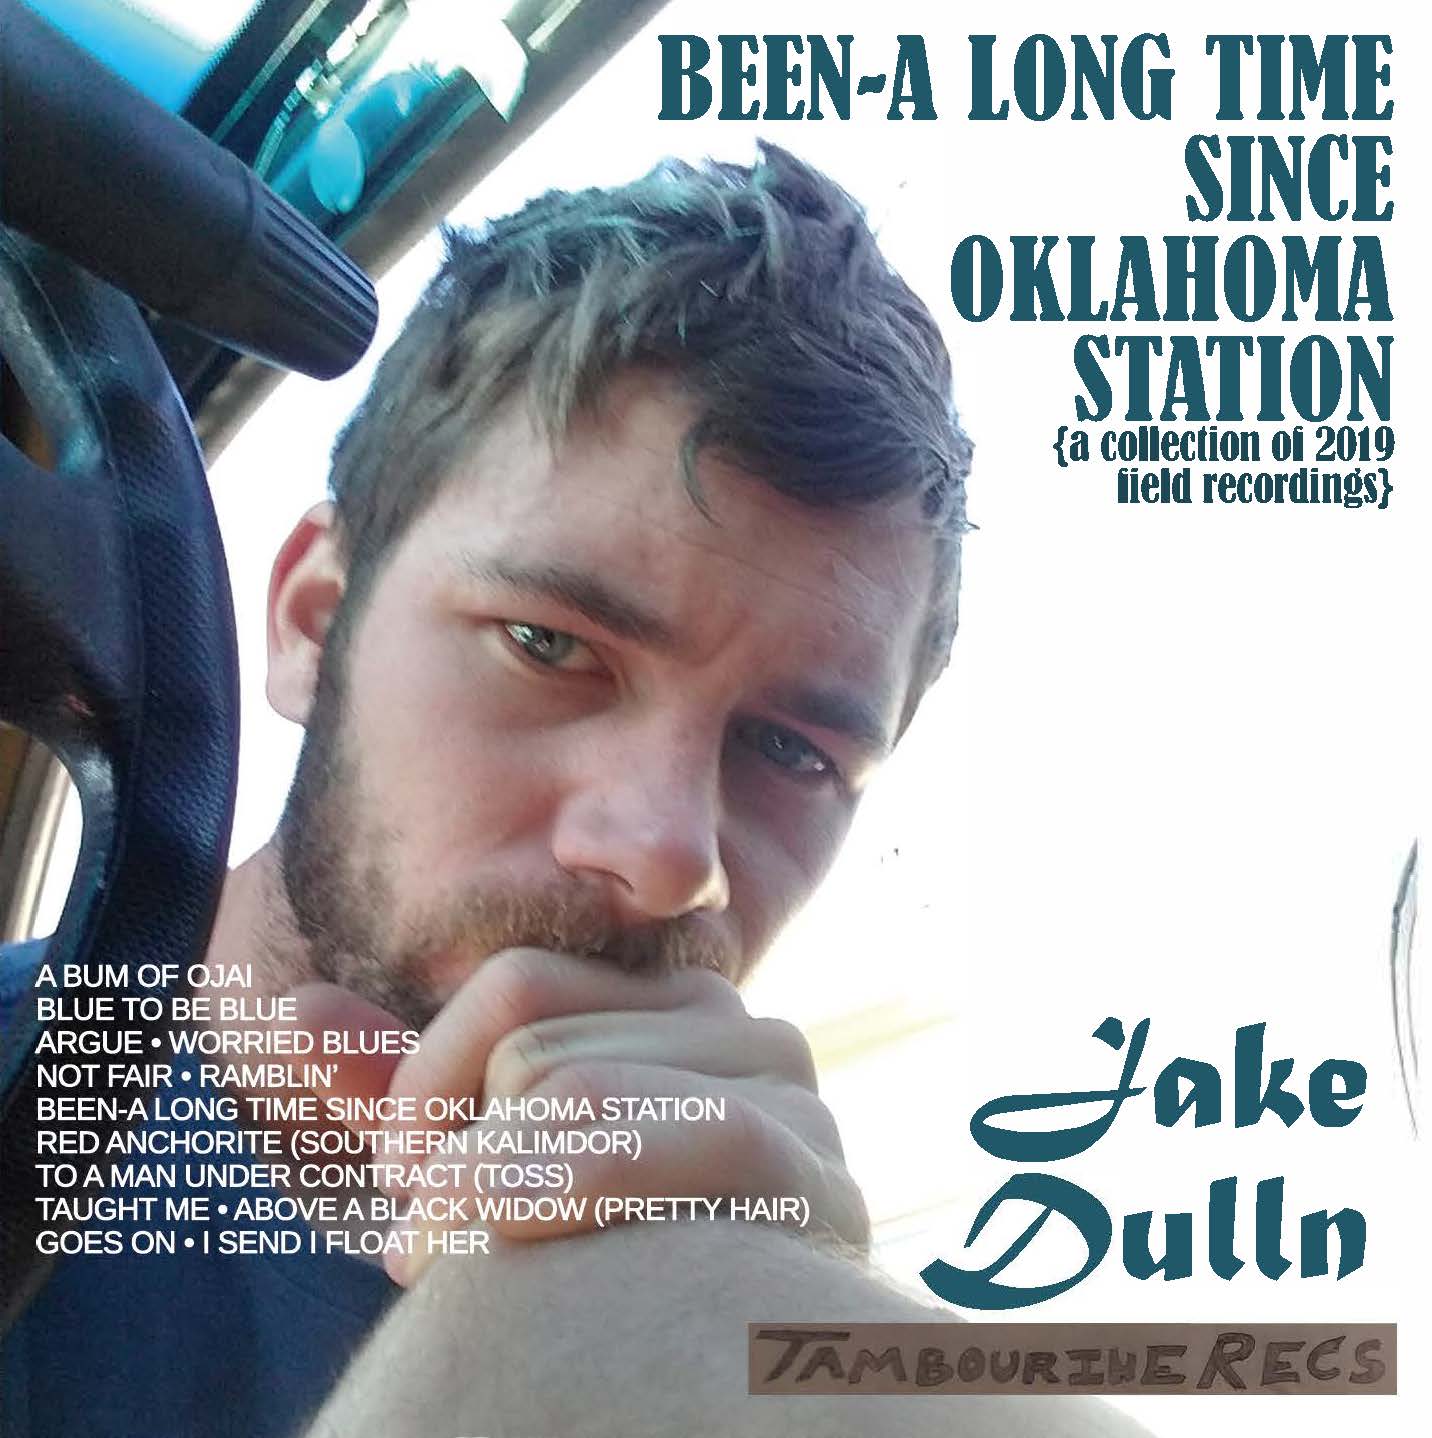 BEEN-A LONG TIME
SINCE
OKLAHOMA
STATION
{a collection of 2019
field recordings}
A BUM OF OJAI
BLUE TO BE BLUE
ARGUE • WORRIED BLUES
NOT FAIR • RAMBLIN'
BEEN-A LONG TIME SINCE OKLAHOMA STATION
RED ANCHORITE (SOUTHERN KALIMDOR)
TO A MAN UNDER CONTRACT (TOSS)
TAUGHT ME • ABOVE A BLACK WIDOW (PRETTY HAIR)
GOES ON • I SEND I FLOAT HER
Jake
Dulln
TAMBOURINE RECS